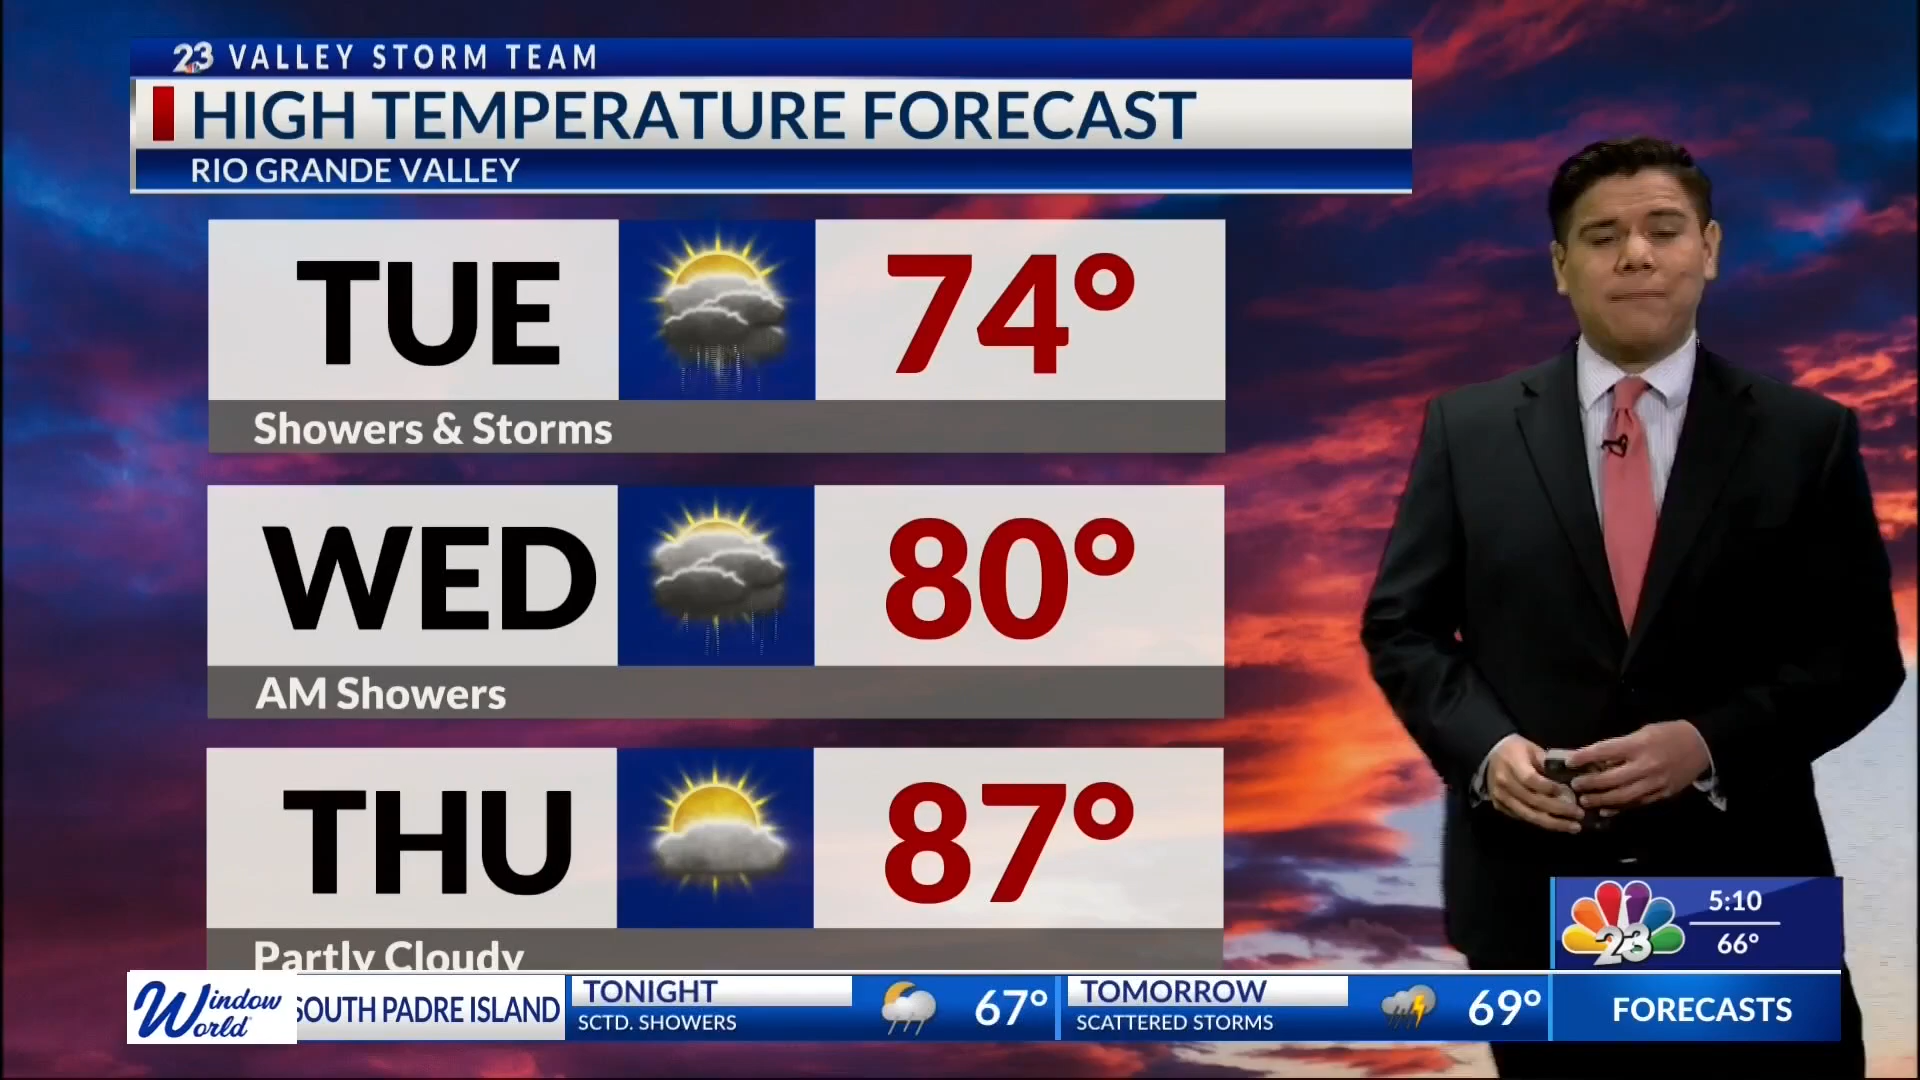 23 VALLEY STORM TEAM
HIGH TEMPERATURE FORECAST
RIO GRANDE VALLEY
TUE 74°
Showers & Storms
WED 80°
AM Showers
THU 87°
Partly Cloudy
23
5:10
66°
Window World
SOUTH PADRE ISLAND
TONIGHT
SCTD. SHOWERS
67°
TOMORROW
SCATTERED STORMS
69°
FORECASTS